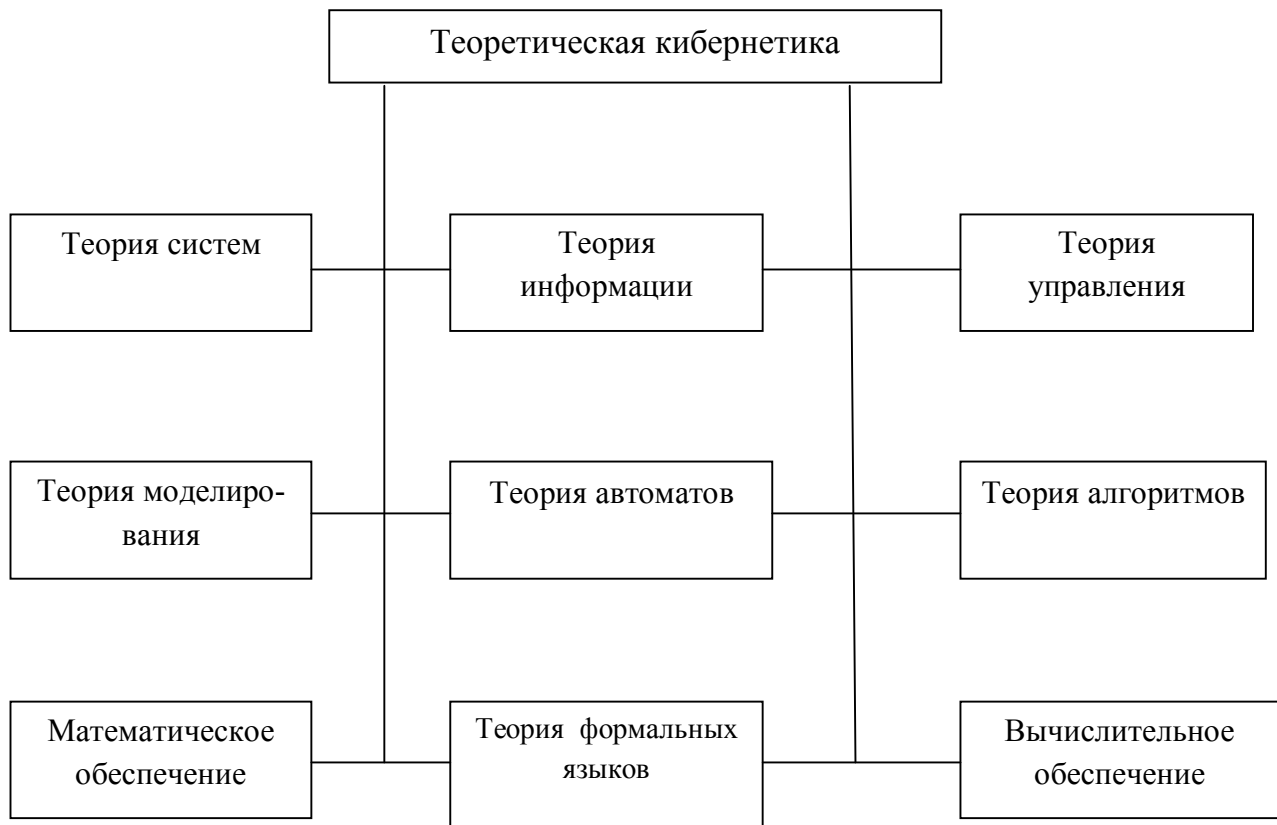 Теоретическая кибернетика
Теория систем
Теория
информации
Теория
управления
Теория моделиро-
вания
Теория автоматов
Теория алгоритмов
Математическое
обеспечение
Теория формальных
языков
Вычислительное
обеспечение